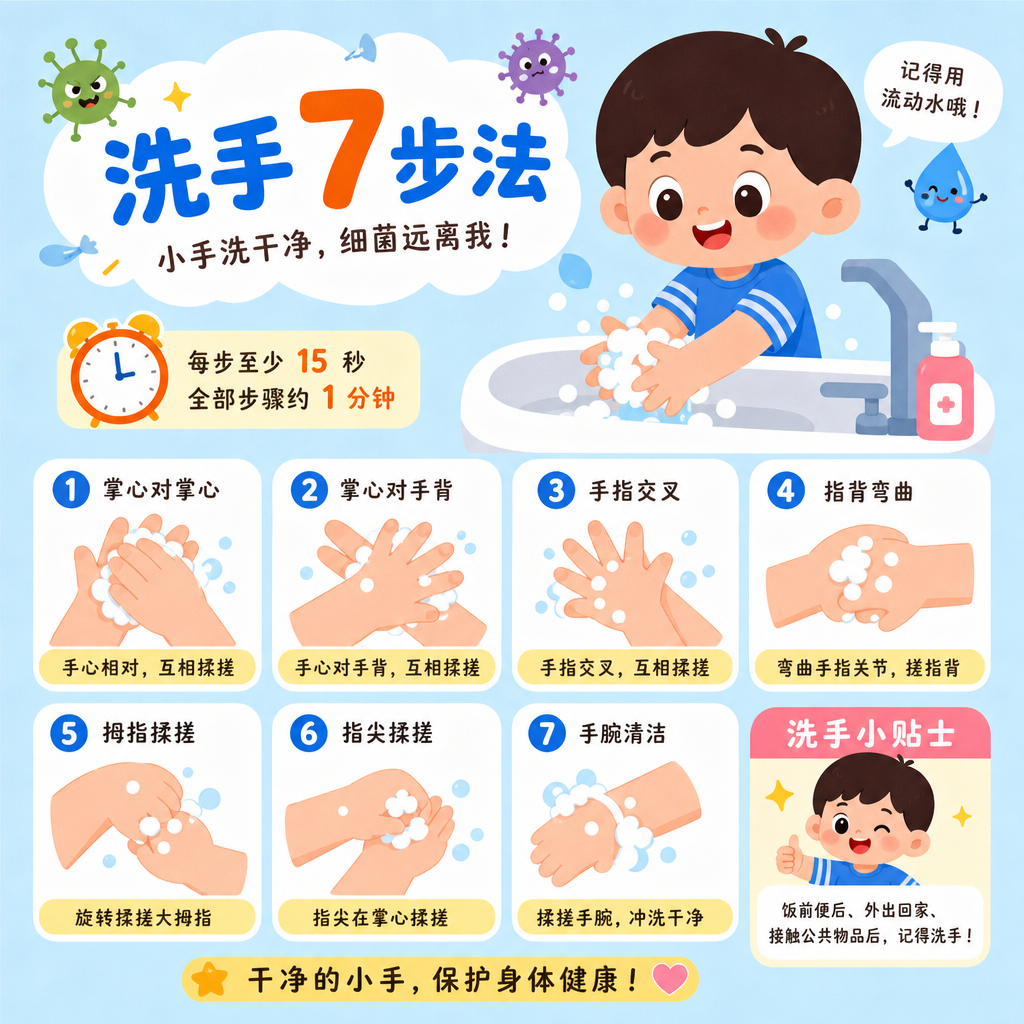 洗手7步法
小手洗干净，细菌远离我！
记得用
流动水哦！
每步至少 15 秒
全部步骤约 1 分钟
1 掌心对掌心
手心相对，互相揉搓
2 掌心对手背
手心对手背，互相揉搓
3 手指交叉
手指交叉，互相揉搓
4 指背弯曲
弯曲手指关节，搓指背
5 拇指揉搓
旋转揉搓大拇指
6 指尖揉搓
指尖在掌心揉搓
7 手腕清洁
揉搓手腕，冲洗干净
洗手小贴士
饭前便后、外出回家、
接触公共物品后，记得洗手！
干净的小手，保护身体健康！